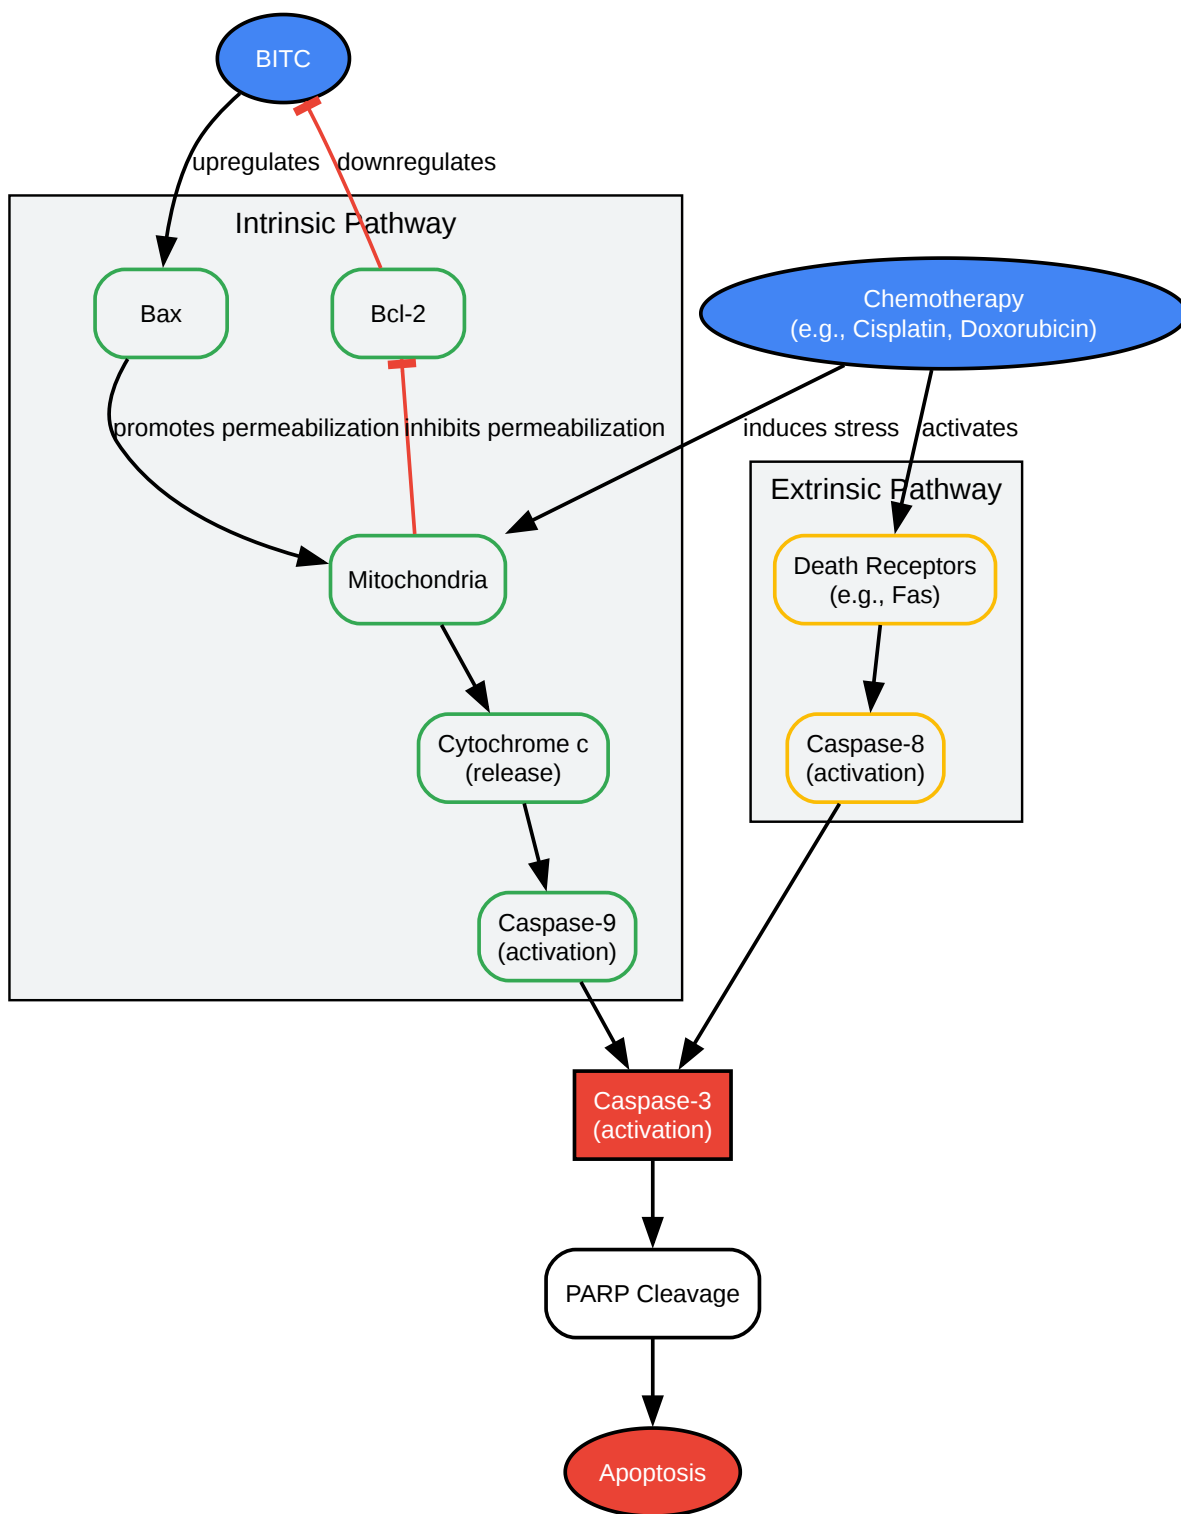 BITC
upregulates
downregulates
Intrinsic Pathway
Bax
Bcl-2
Chemotherapy
(e.g., Cisplatin, Doxorubicin)
promotes permeabilization
inhibits permeabilization
induces stress
activates
Extrinsic Pathway
Mitochondria
Death Receptors
(e.g., Fas)
Cytochrome c
(release)
Caspase-8
(activation)
Caspase-9
(activation)
Caspase-3
(activation)
PARP Cleavage
Apoptosis